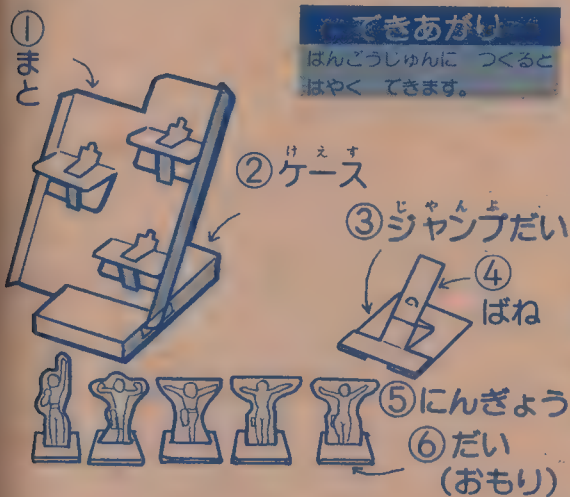 できあがり
はんごうじゅんに つくると
はやく できます。
①まと
②ケース
けえす
③ジャンプだい
じゃんぷ
④
ばね
⑤にんぎょう
⑥だい
(おもり)